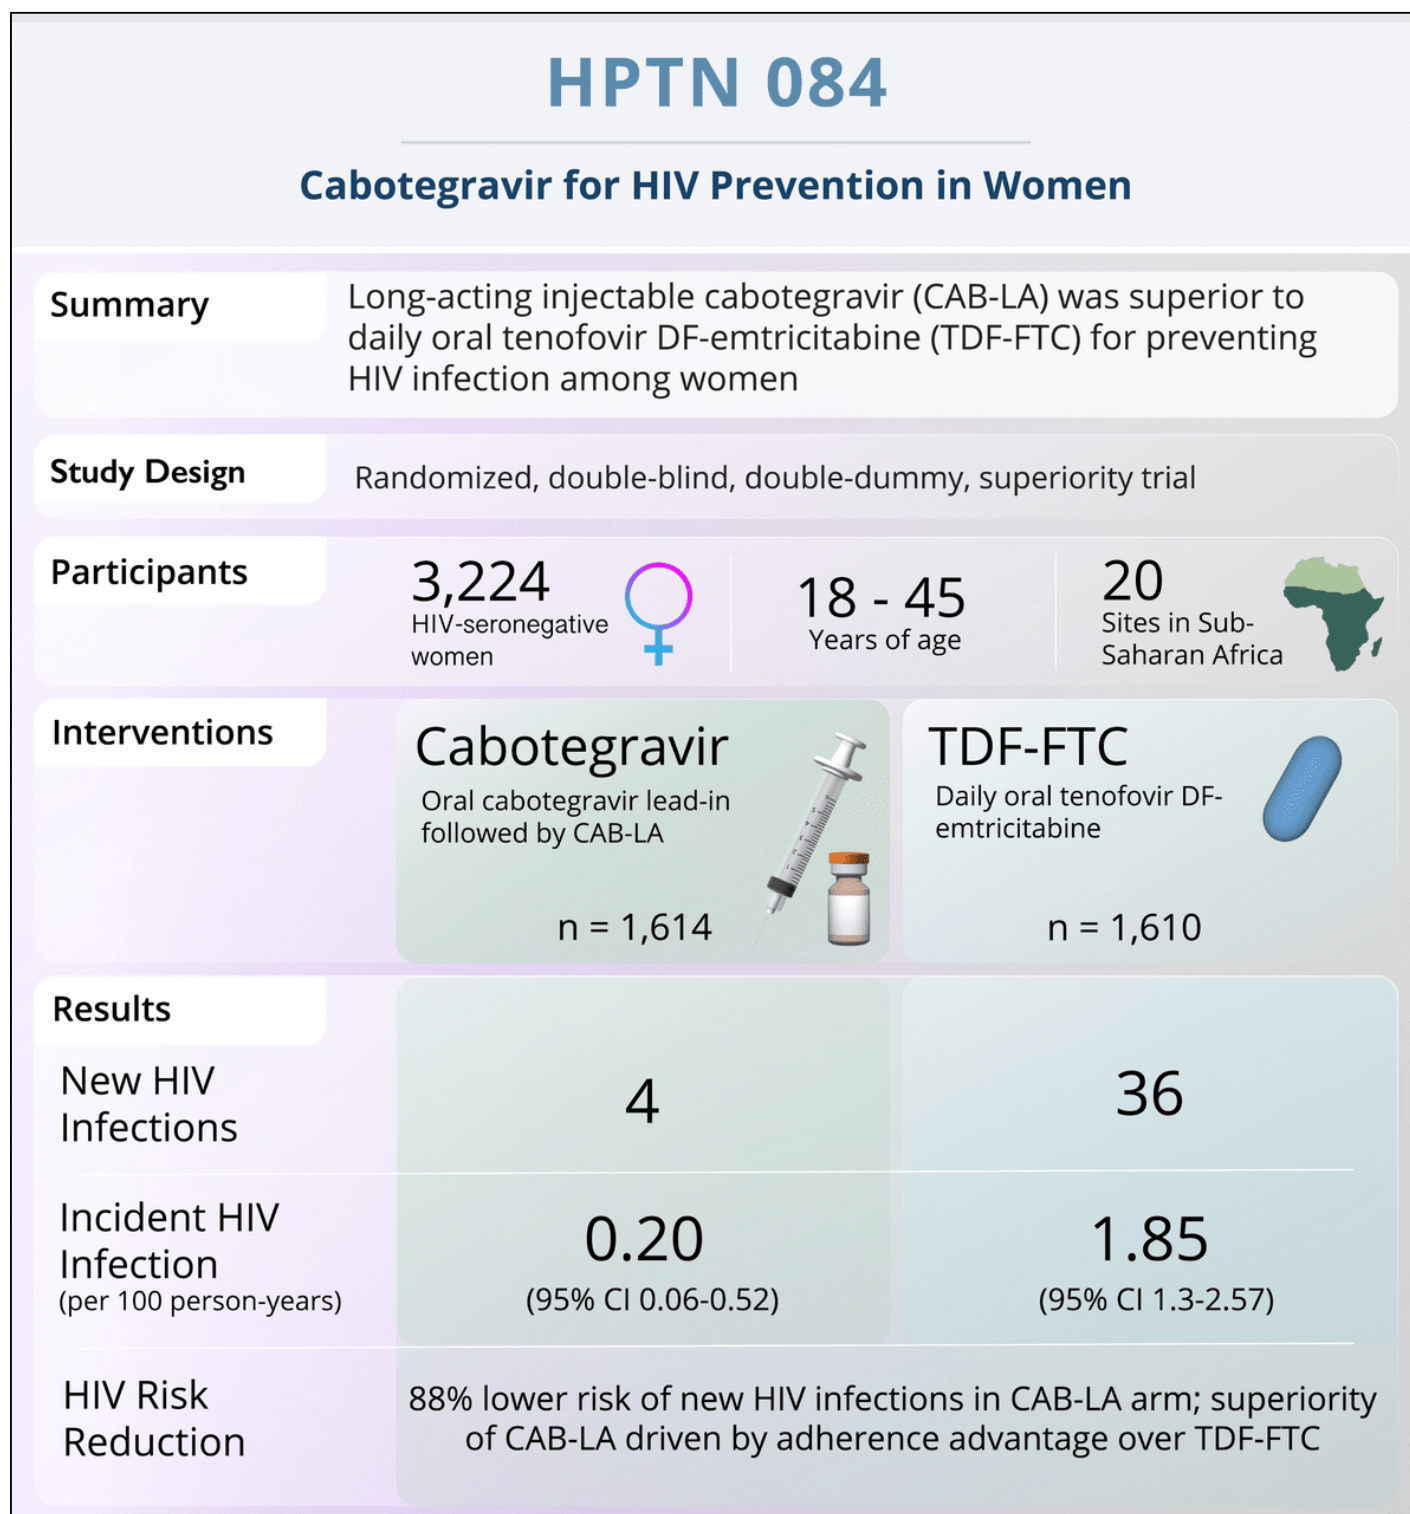 HPTN 084
Cabotegravir for HIV Prevention in Women
Summary
Long-acting injectable cabotegravir (CAB-LA) was superior to
daily oral tenofovir DF-emtricitabine (TDF-FTC) for preventing
HIV infection among women
Study Design
Randomized, double-blind, double-dummy, superiority trial
Participants
3,224
HIV-seronegative
women
18 - 45
Years of age
20
Sites in Sub-
Saharan Africa
Interventions
Cabotegravir
Oral cabotegravir lead-in
followed by CAB-LA
n = 1,614
TDF-FTC
Daily oral tenofovir DF-
emtricitabine
n = 1,610
Results
New HIV
Infections
4
36
Incident HIV
Infection
(per 100 person-years)
0.20
(95% CI 0.06-0.52)
1.85
(95% CI 1.3-2.57)
HIV Risk
Reduction
88% lower risk of new HIV infections in CAB-LA arm; superiority
of CAB-LA driven by adherence advantage over TDF-FTC